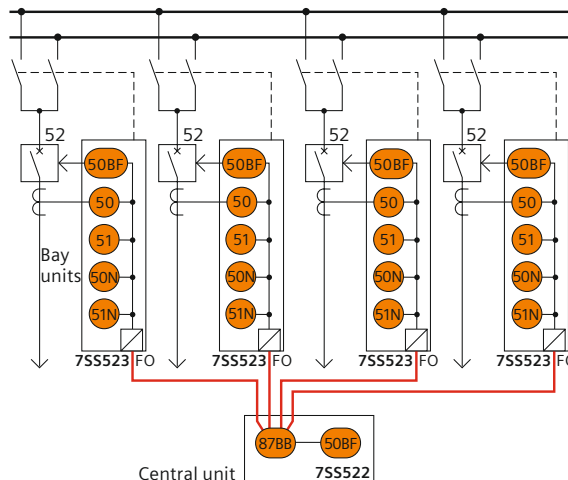 52 52 52 52
50BF 50BF 50BF 50BF
50 50 50 50
51 51 51 51
Bay
units
50N 50N 50N 50N
51N 51N 51N 51N
7SS523 FO 7SS523 FO 7SS523 FO 7SS523 FO
87BB 50BF
Central unit 7SS522